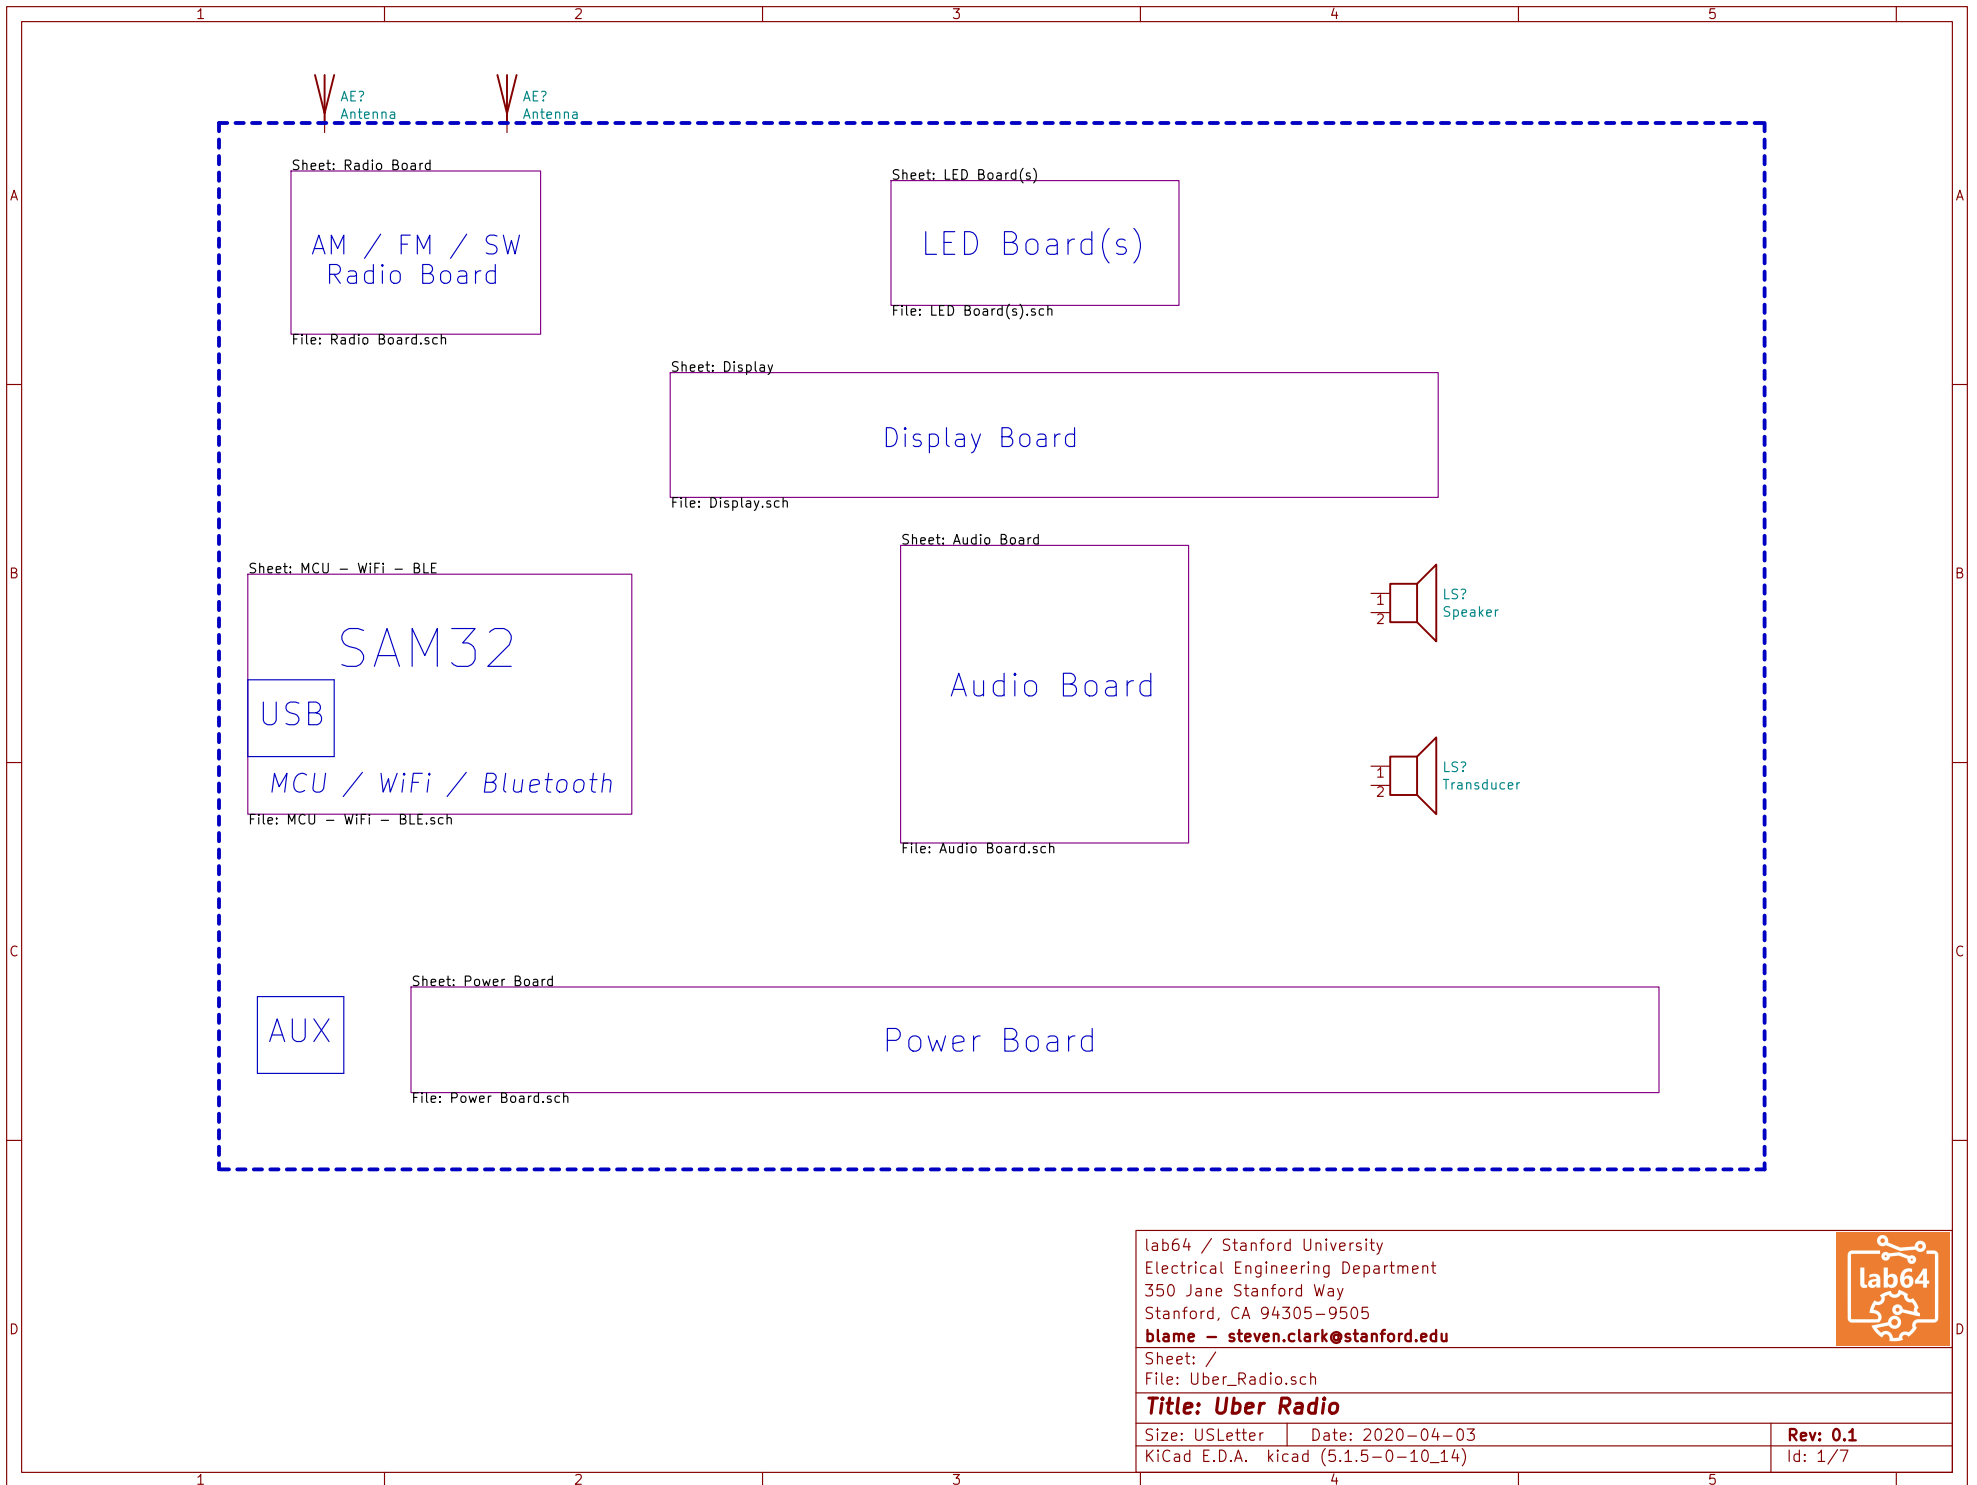 1 2 3 4 5
AE?
Antenna
AE?
Antenna
A
A
Sheet: Radio Board
AM / FM / SW
Radio Board
File: Radio Board.sch
Sheet: LED Board(s)
LED Board(s)
File: LED Board(s).sch
Sheet: Display
Display Board
File: Display.sch
B
B
Sheet: MCU - WiFi - BLE
SAM32
USB
MCU / WiFi / Bluetooth
File: MCU - WiFi - BLE.sch
Sheet: Audio Board
Audio Board
File: Audio Board.sch
1
2
LS?
Speaker
1
2
LS?
Transducer
C
C
AUX
Sheet: Power Board
Power Board
File: Power Board.sch
D
D
lab64 / Stanford University
Electrical Engineering Department
350 Jane Stanford Way
Stanford, CA 94305-9505
blame - steven.clark@stanford.edu
lab64
Sheet: /
File: Uber_Radio.sch
Title: Uber Radio
Size: USLetter
Date: 2020-04-03
Rev: 0.1
KiCad E.D.A. kicad (5.1.5-0-10_14)
Id: 1/7
1 2 3 4 5